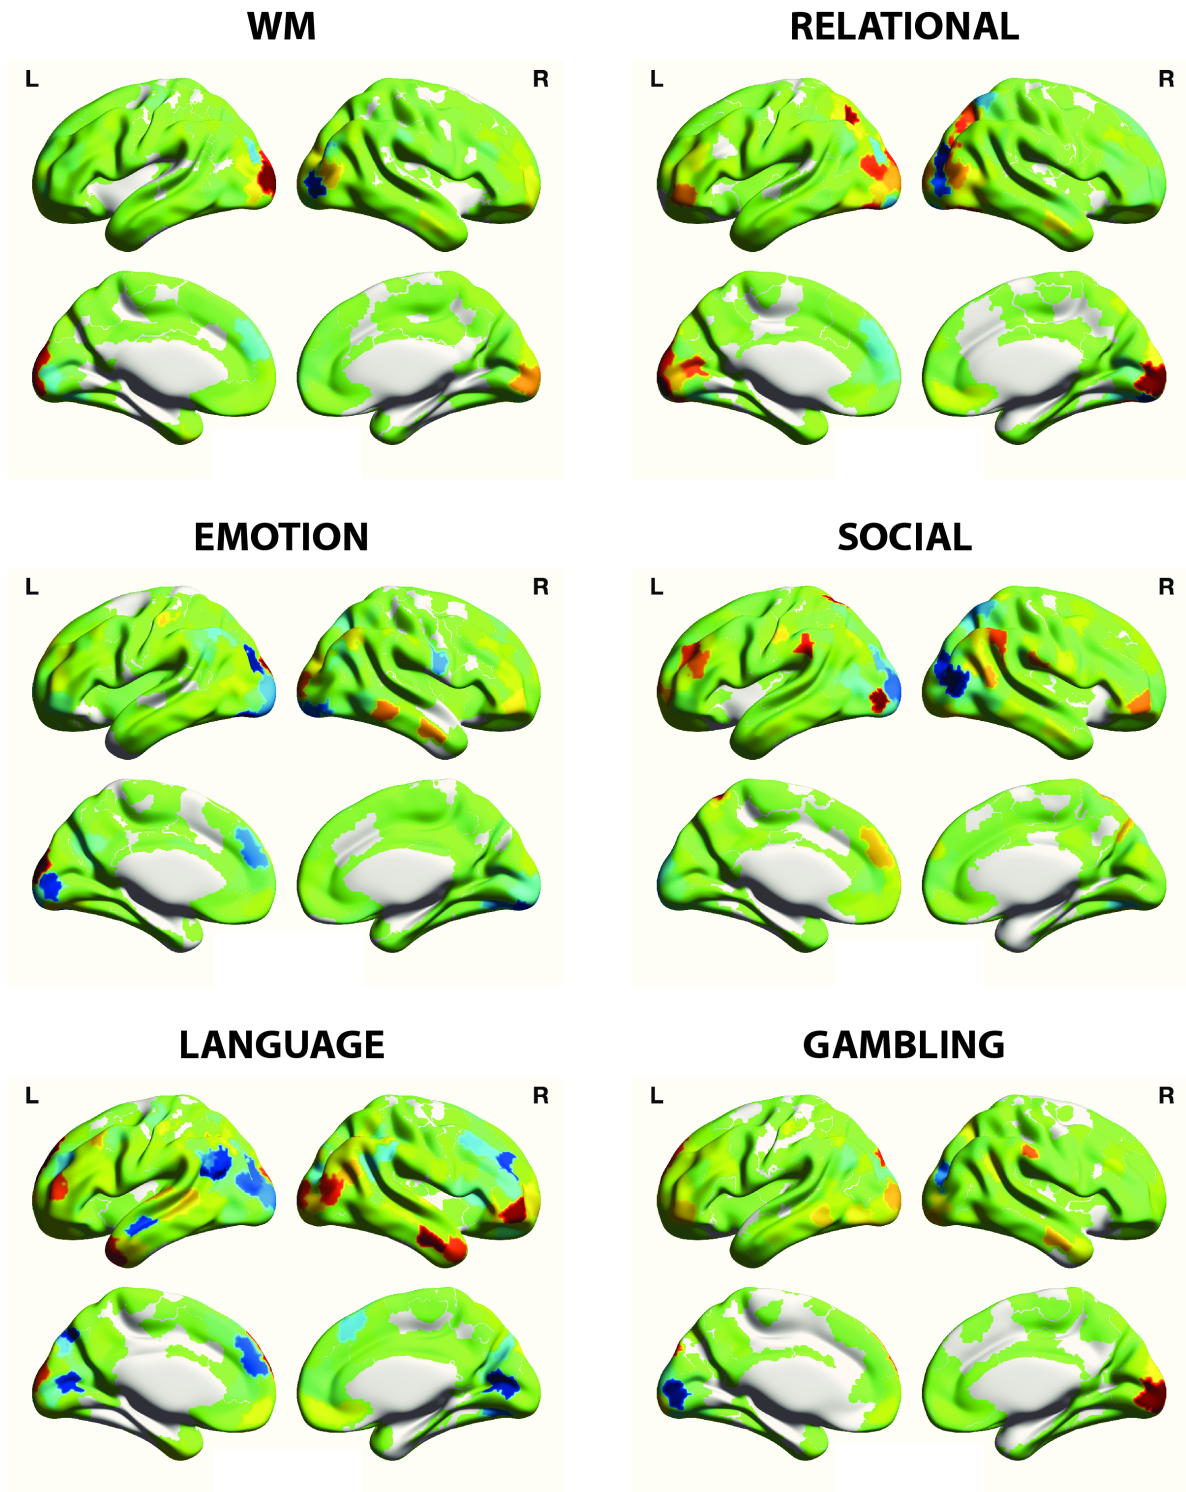 WM
RELATIONAL
L R
L R
EMOTION
SOCIAL
L R
L R
LANGUAGE
GAMBLING
L R
L R